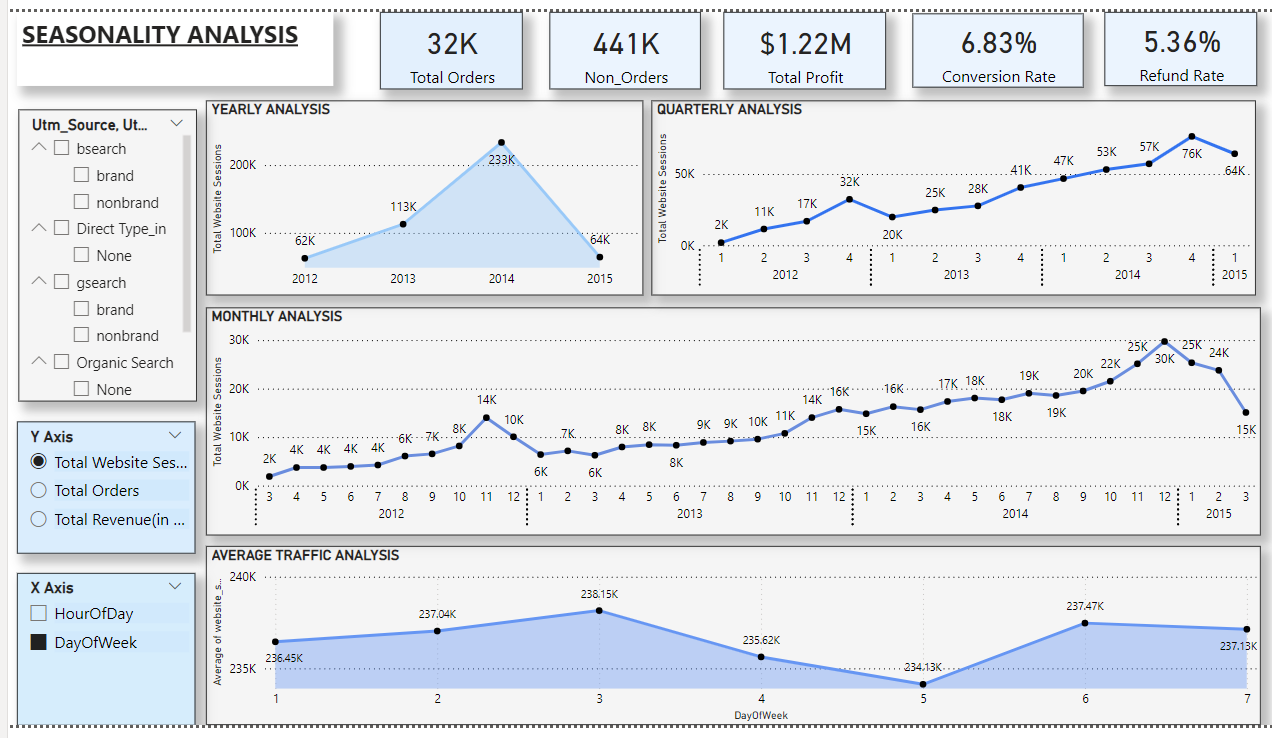 SEASONALITY ANALYSIS
32K
Total Orders
441K
Non_Orders
$1.22M
Total Profit
6.83%
Conversion Rate
5.36%
Refund Rate
Utm_Source, Ut...
bsearch
brand
nonbrand
Direct Type_in
None
gsearch
brand
nonbrand
Organic Search
None
Y Axis
Total Website Ses...
Total Orders
Total Revenue(in ...
X Axis
HourOfDay
DayOfWeek
YEARLY ANALYSIS
Total Website Sessions
200K
100K
62K 113K 233K 64K
2012 2013 2014 2015
QUARTERLY ANALYSIS
Total Website Sessions
50K
0K
2K 11K 17K 32K 20K 25K 28K 41K 47K 53K 57K 76K 64K
1 2 3 4 1 2 3 4 1 2 3 4 1
2012 2013 2014 2015
MONTHLY ANALYSIS
Total Website Sessions
30K
20K
10K
0K
2K 4K 4K 4K 4K 6K 7K 8K 14K 10K 6K 7K 6K 8K 8K 8K 9K 9K 10K 11K 14K 16K 15K 16K 16K 17K 18K 18K 19K 19K 20K 22K 25K 30K 25K 24K 15K
3 4 5 6 7 8 9 10 11 12 1 2 3 4 5 6 7 8 9 10 11 12 1 2 3 4 5 6 7 8 9 10 11 12 1 2 3
2012 2013 2014 2015
AVERAGE TRAFFIC ANALYSIS
Average of website_s..
240K
235K
236.45K 237.04K 238.15K 235.62K 234.13K 237.47K 237.13K
1 2 3 4 5 6 7
DayOfWeek